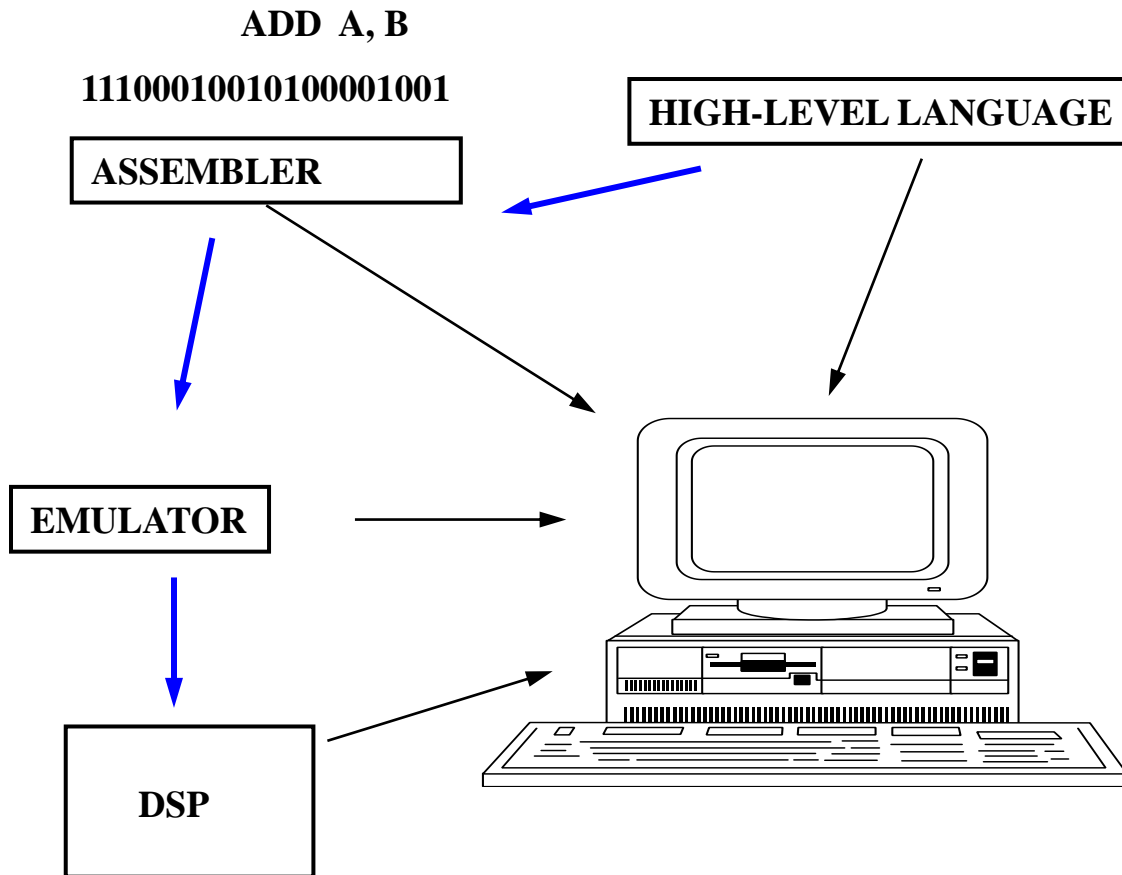 ADD A, B
11100010010100001001
HIGH-LEVEL LANGUAGE
ASSEMBLER
EMULATOR
DSP